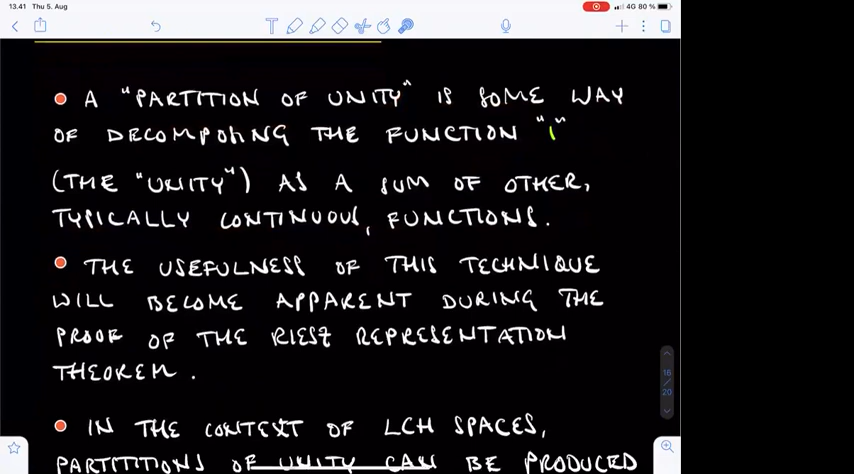 13.41 Thu 5. Aug
4G 80 %
• A "PARTITION OF UNITY" IS SOME WAY
OF DECOMPOSING THE FUNCTION "1"
(THE "UNITY") AS A SUM OF OTHER,
TYPICALLY CONTINUOUS, FUNCTIONS.
• THE USEFULNESS OF THIS TECHNIQUE
WILL BECOME APPARENT DURING THE
PROOF OF THE RIESZ REPRESENTATION
THEOREM.
• IN THE CONTEXT OF LCH SPACES,
PARTITITIONS OF UNITY CAN BE PRODUCED
16
/
20